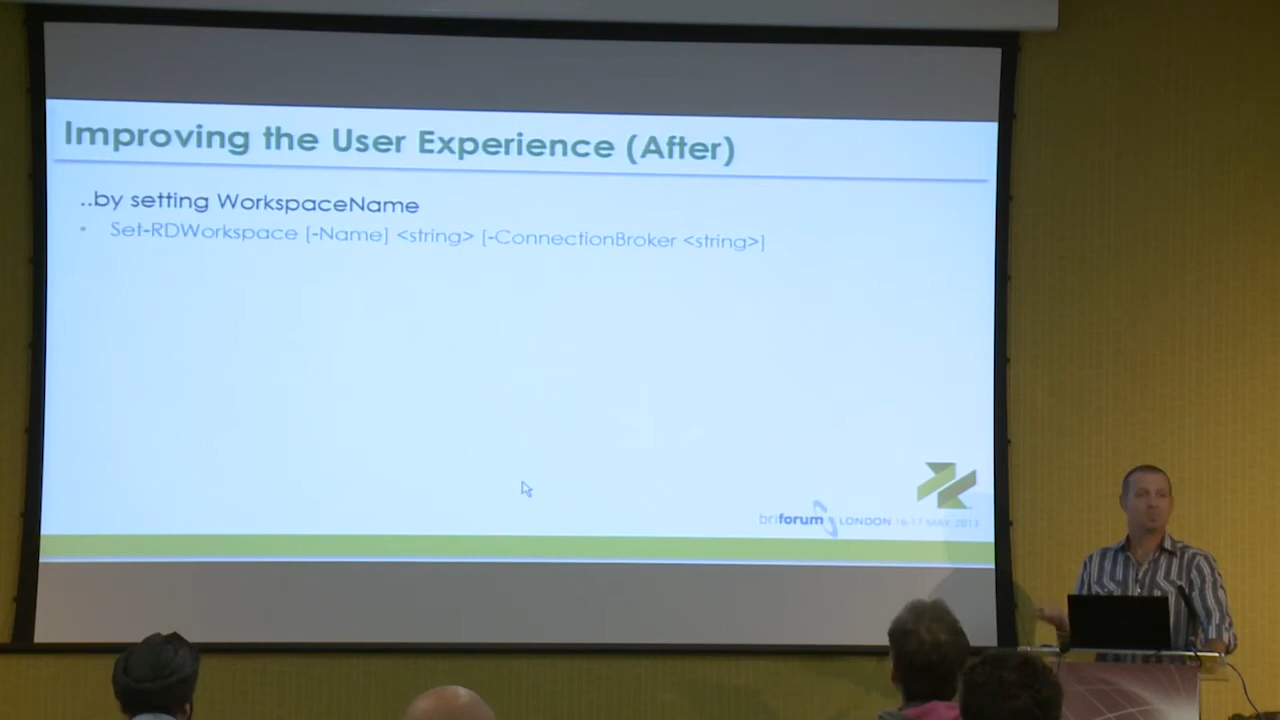 Improving the User Experience (After)
..by setting WorkspaceName
• Set-RDWorkspace [-Name] <string> [-ConnectionBroker <string>]
briforum LONDON 16-17 MAY, 2013